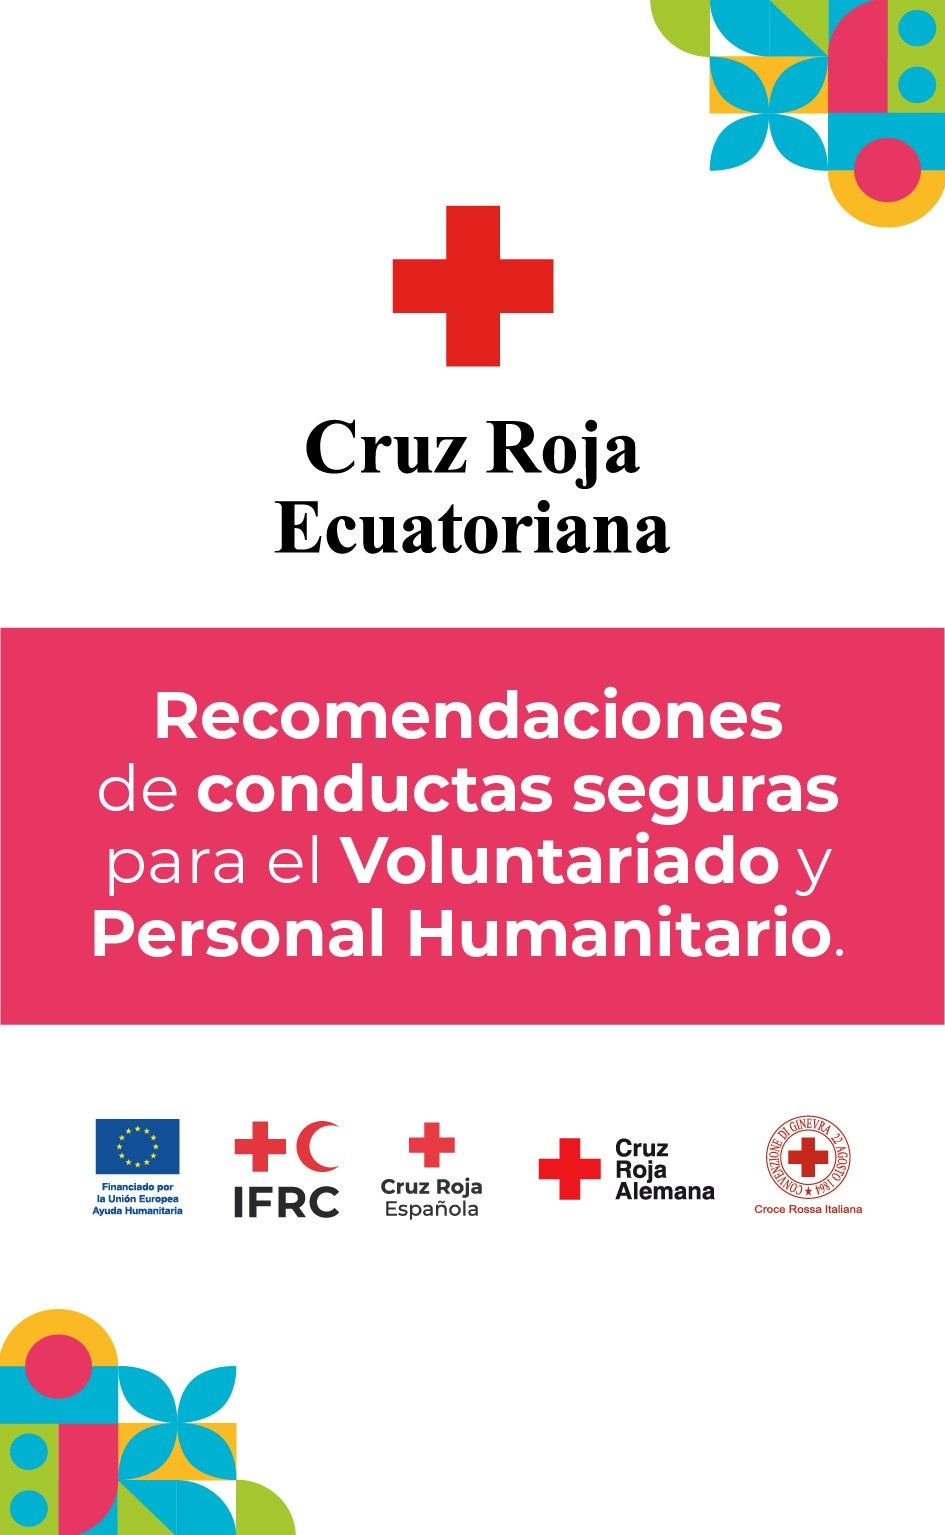 Cruz Roja
Ecuatoriana
Recomendaciones
de conductas seguras
para el Voluntariado y
Personal Humanitario.
Financiado por
la Unión Europea
Ayuda Humanitaria
IFRC
Cruz Roja
Española
Cruz
Roja
Alemana
CONVENZIONE DI GINEVRA 22 AGOSTO 1864
Croce Rossa Italiana